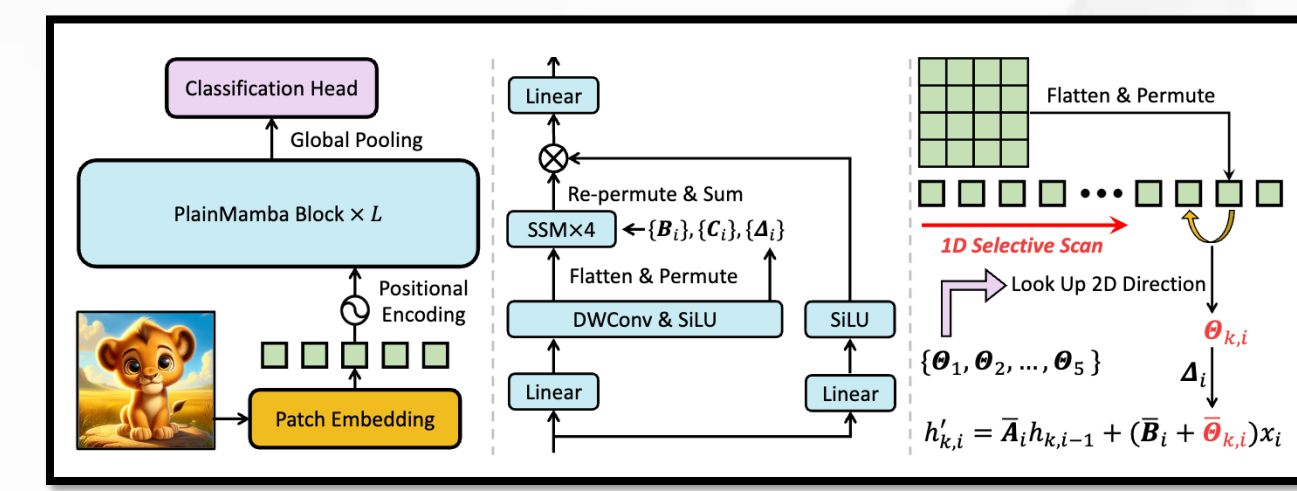 Classification Head
Global Pooling
PlainMamba Block × L
Positional
Encoding
Patch Embedding
Linear
Re-permute & Sum
SSM×4
{B_i}, {C_i}, {Δ_i}
Flatten & Permute
DWConv & SiLU
SiLU
Linear
Linear
Flatten & Permute
1D Selective Scan
Look Up 2D Direction
Θ_{k,i}
{Θ_1, Θ_2, ..., Θ_5 }
Δ_i
h′_{k,i} = A̅_i h_{k,i−1} + (B̅_i + Θ̅_{k,i})x_i